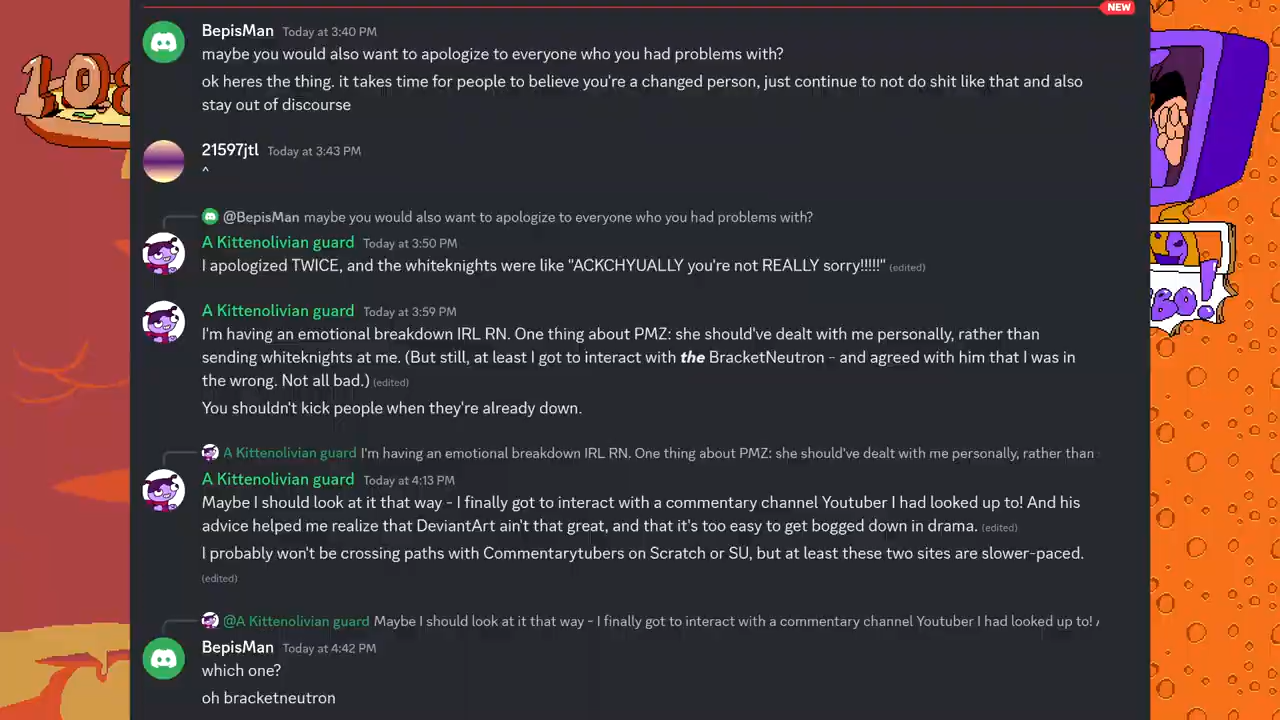 NEW
BepisMan Today at 3:40 PM
maybe you would also want to apologize to everyone who you had problems with?
ok heres the thing. it takes time for people to believe you're a changed person, just continue to not do shit like that and also
stay out of discourse
21597jtl Today at 3:43 PM
^
@BepisMan maybe you would also want to apologize to everyone who you had problems with?
A Kittenolivian guard Today at 3:50 PM
I apologized TWICE, and the whiteknights were like "ACKCHYUALLY you're not REALLY sorry!!!!!" (edited)
A Kittenolivian guard Today at 3:59 PM
I'm having an emotional breakdown IRL RN. One thing about PMZ: she should've dealt with me personally, rather than
sending whiteknights at me. (But still, at least I got to interact with the BracketNeutron - and agreed with him that I was in
the wrong. Not all bad.) (edited)
You shouldn't kick people when they're already down.
A Kittenolivian guard I'm having an emotional breakdown IRL RN. One thing about PMZ: she should've dealt with me personally, rather than
A Kittenolivian guard Today at 4:13 PM
Maybe I should look at it that way - I finally got to interact with a commentary channel Youtuber I had looked up to! And his
advice helped me realize that DeviantArt ain't that great, and that it's too easy to get bogged down in drama. (edited)
I probably won't be crossing paths with Commentarytubers on Scratch or SU, but at least these two sites are slower-paced.
(edited)
@A Kittenolivian guard Maybe I should look at it that way - I finally got to interact with a commentary channel Youtuber I had looked up to!
BepisMan Today at 4:42 PM
which one?
oh bracketneutron